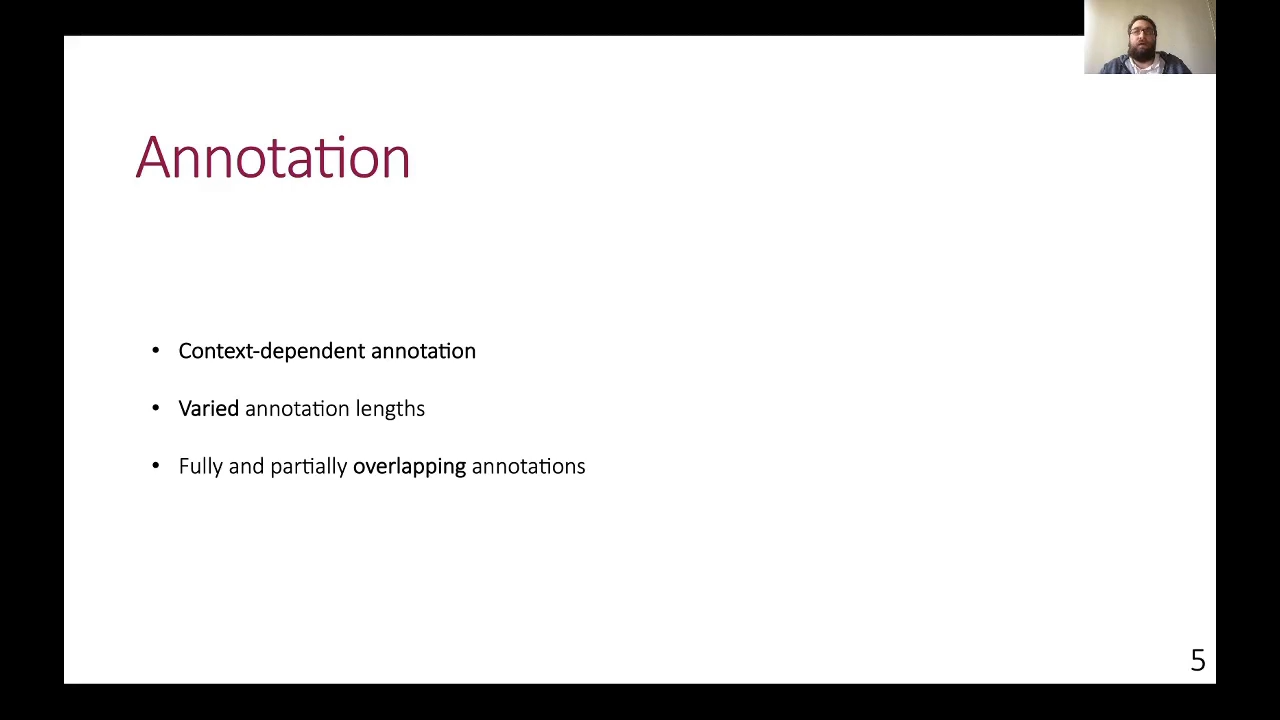 Annotation
• Context-dependent annotation
• Varied annotation lengths
• Fully and partially overlapping annotations
5